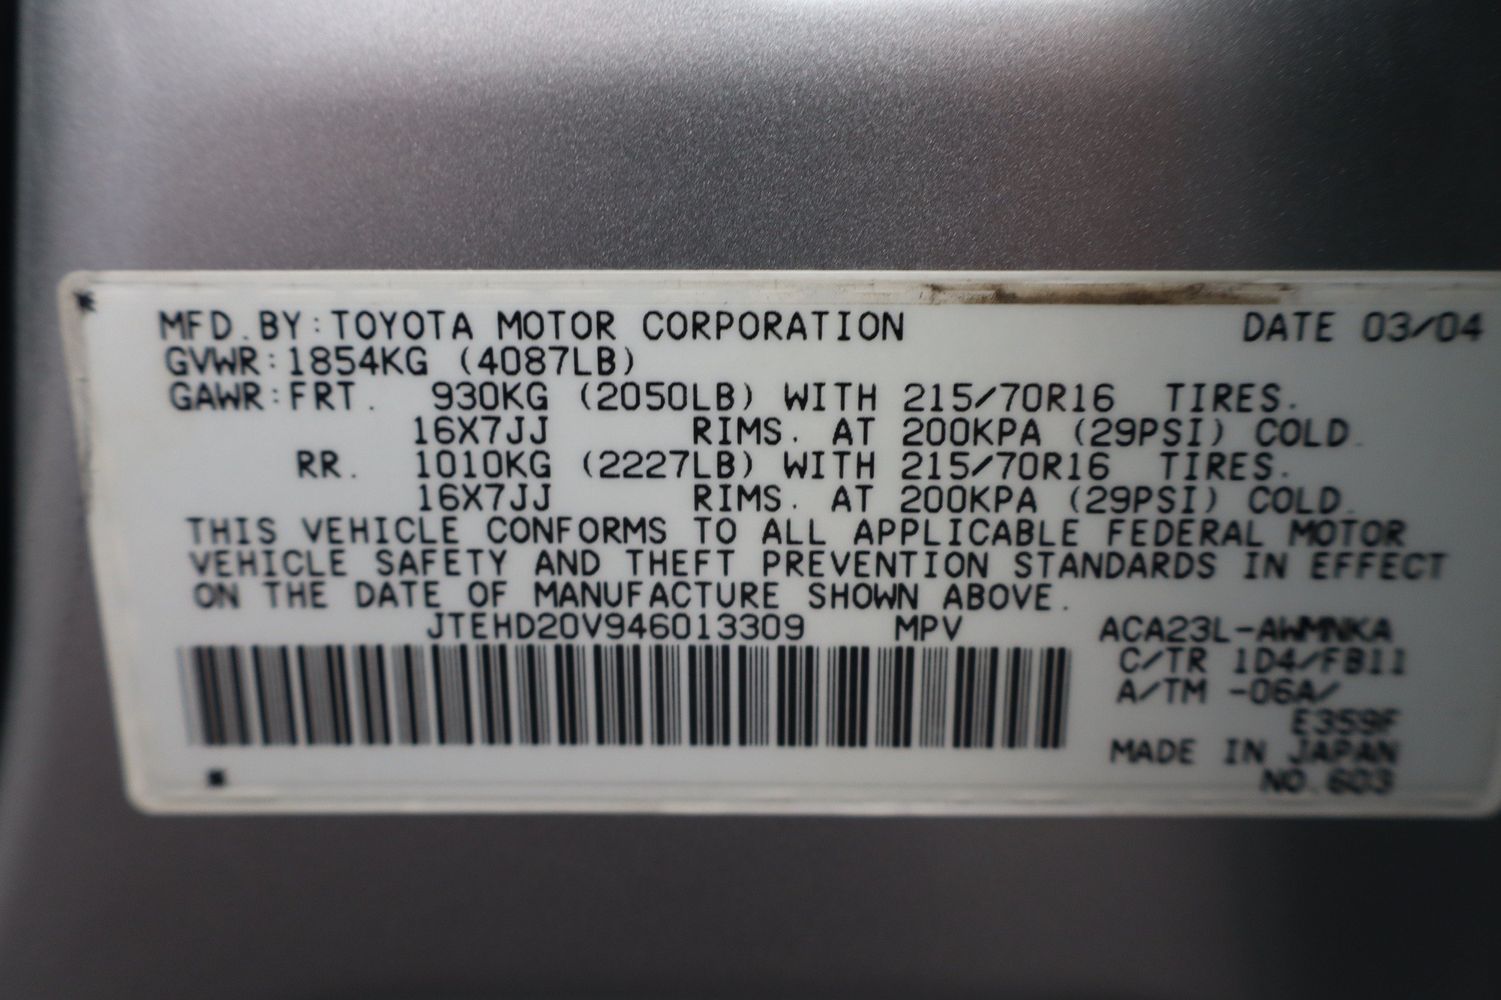 MFD. BY: TOYOTA MOTOR CORPORATION DATE 03/04
GVWR: 1854KG (4087LB)
GAWR: FRT. 930KG (2050LB) WITH 215/70R16 TIRES.
16X7JJ RIMS. AT 200KPA (29PSI) COLD.
RR. 1010KG (2227LB) WITH 215/70R16 TIRES.
16X7JJ RIMS. AT 200KPA (29PSI) COLD.
THIS VEHICLE CONFORMS TO ALL APPLICABLE FEDERAL MOTOR
VEHICLE SAFETY AND THEFT PREVENTION STANDARDS IN EFFECT
ON THE DATE OF MANUFACTURE SHOWN ABOVE.
JTEHD20V946013309 MPV ACA23L-AWMNKA
C/TR 1D4/FB11
A/TM -06A/
E359F
MADE IN JAPAN
NO. 603